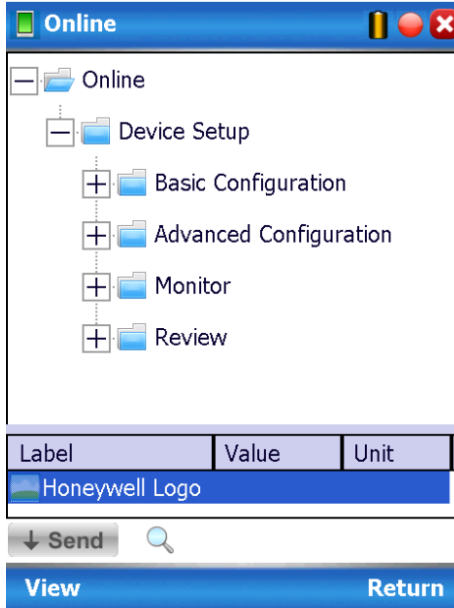 Online
Online
Device Setup
Basic Configuration
Advanced Configuration
Monitor
Review
Label Value Unit
Honeywell Logo
Send
View Return